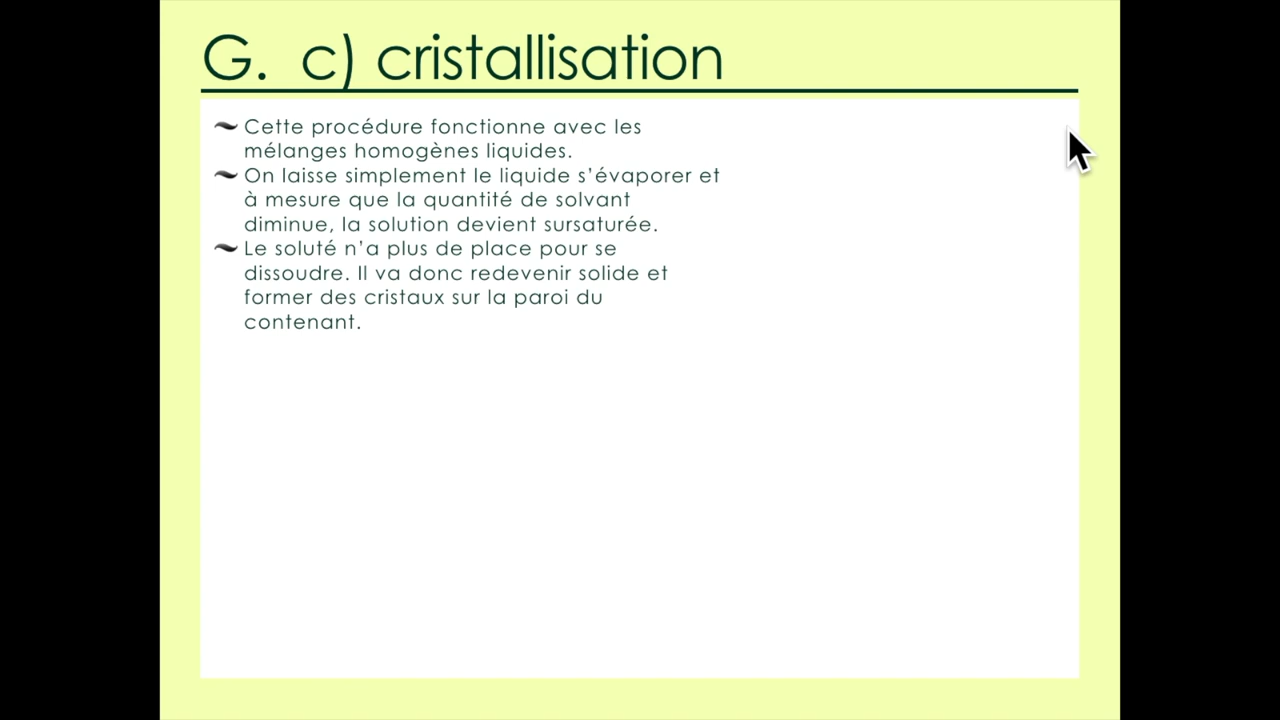 G. c) cristallisation
Cette procédure fonctionne avec les
mélanges homogènes liquides.
On laisse simplement le liquide s’évaporer et
à mesure que la quantité de solvant
diminue, la solution devient sursaturée.
Le soluté n’a plus de place pour se
dissoudre. Il va donc redevenir solide et
former des cristaux sur la paroi du
contenant.